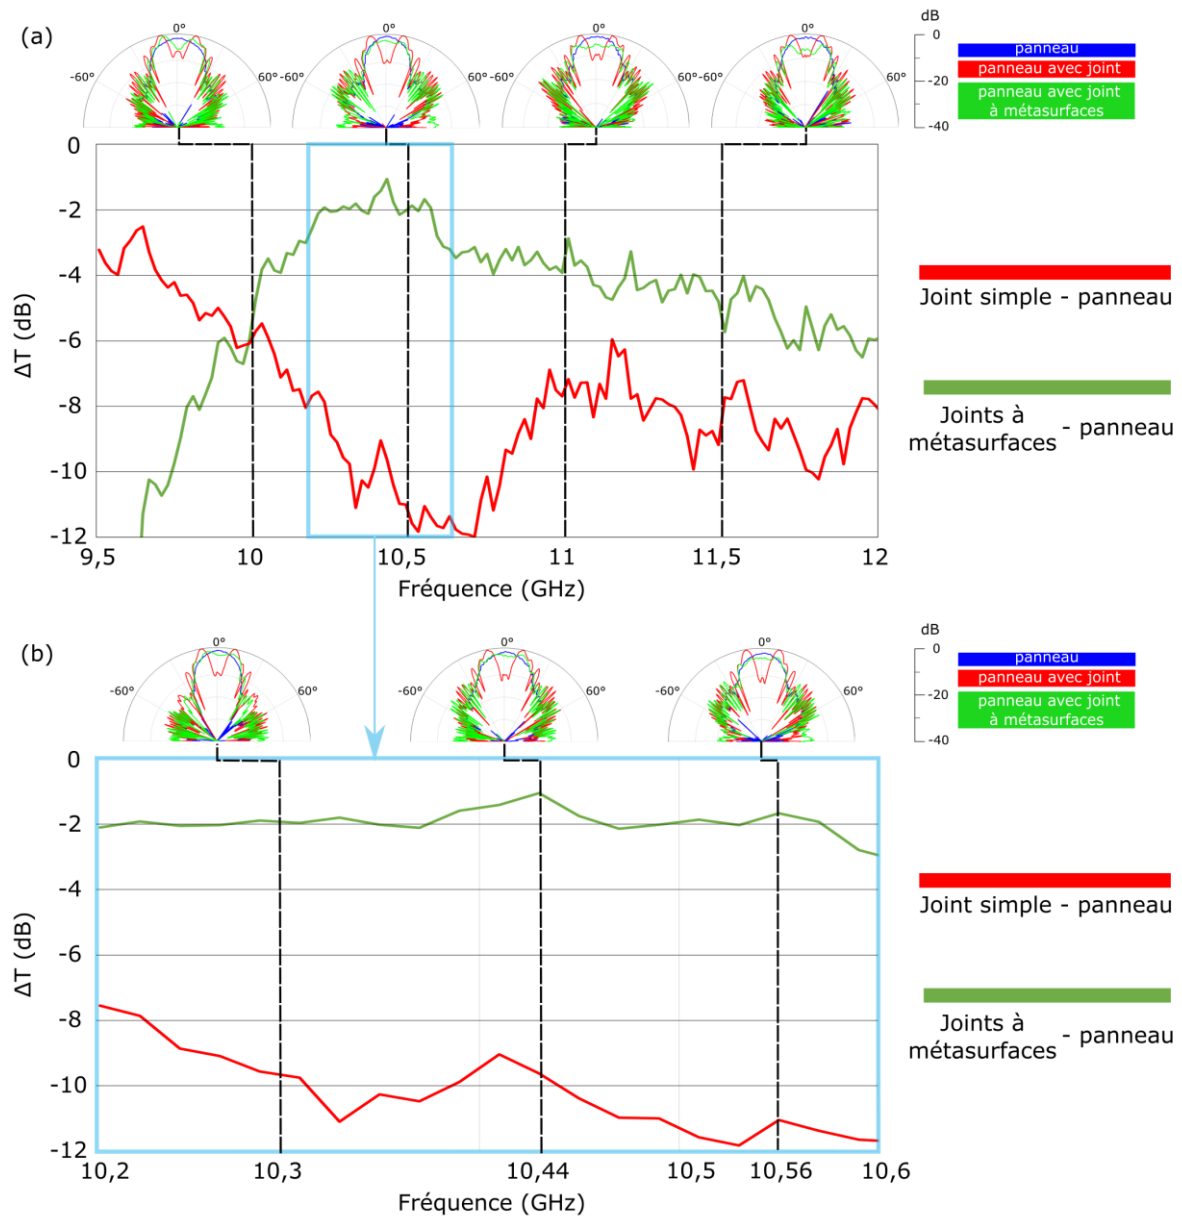 (a)
0°
0°
0°
0°
-60°
60°
-60°
60°
-60°
60°
-60°
60°
dB
0
-20
-40
panneau
panneau avec joint
panneau avec joint
à métasurfaces
0
-2
-4
-6
-8
-10
-12
ΔT (dB)
9,5
10
10,5
11
11,5
12
Fréquence (GHz)
Joint simple - panneau
Joints à
métasurfaces - panneau
(b)
0°
0°
0°
-60°
60°
-60°
60°
-60°
60°
dB
0
-20
-40
panneau
panneau avec joint
panneau avec joint
à métasurfaces
0
-2
-4
-6
-8
-10
-12
ΔT (dB)
10,2
10,3
10,44
10,5
10,56
10,6
Fréquence (GHz)
Joint simple - panneau
Joints à
métasurfaces - panneau